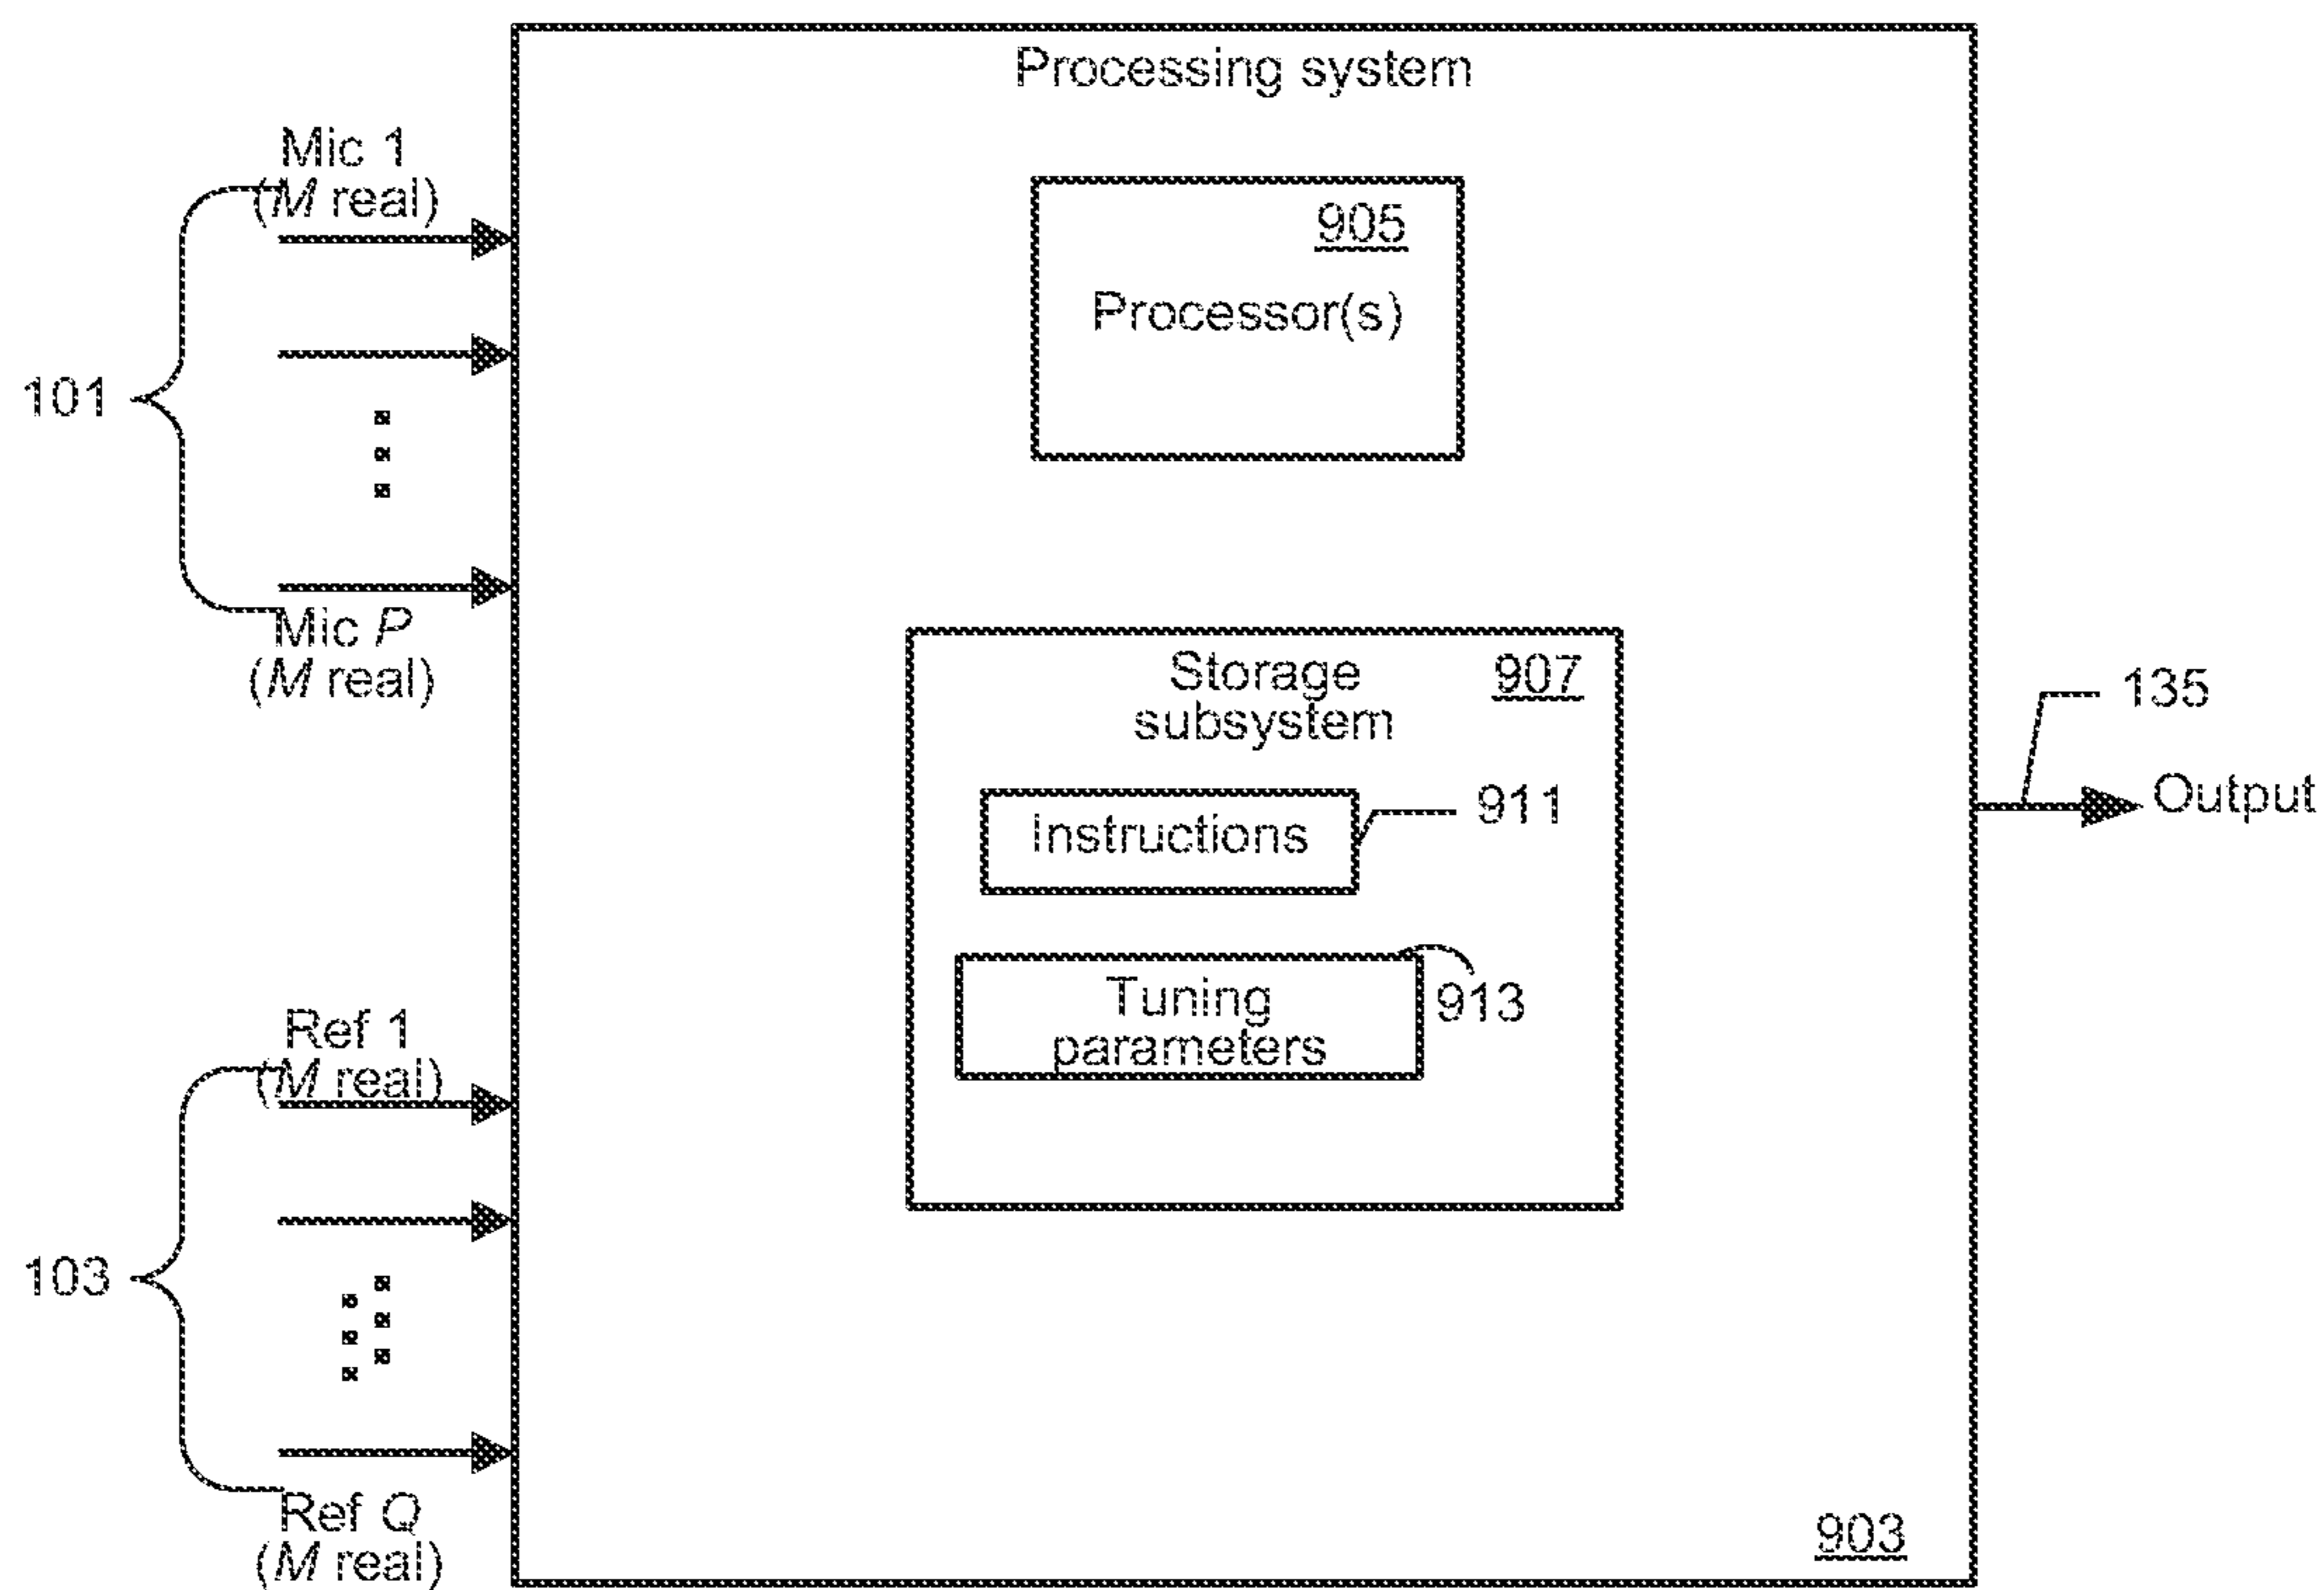 Processing system
Mic 1
(M real)
101
Mic P
(M real)
905
Processor(s)
Storage
subsystem
907
Instructions
911
Tuning
parameters
913
135
Output
Ref 1
(M real)
103
Ref Q
(M real)
903